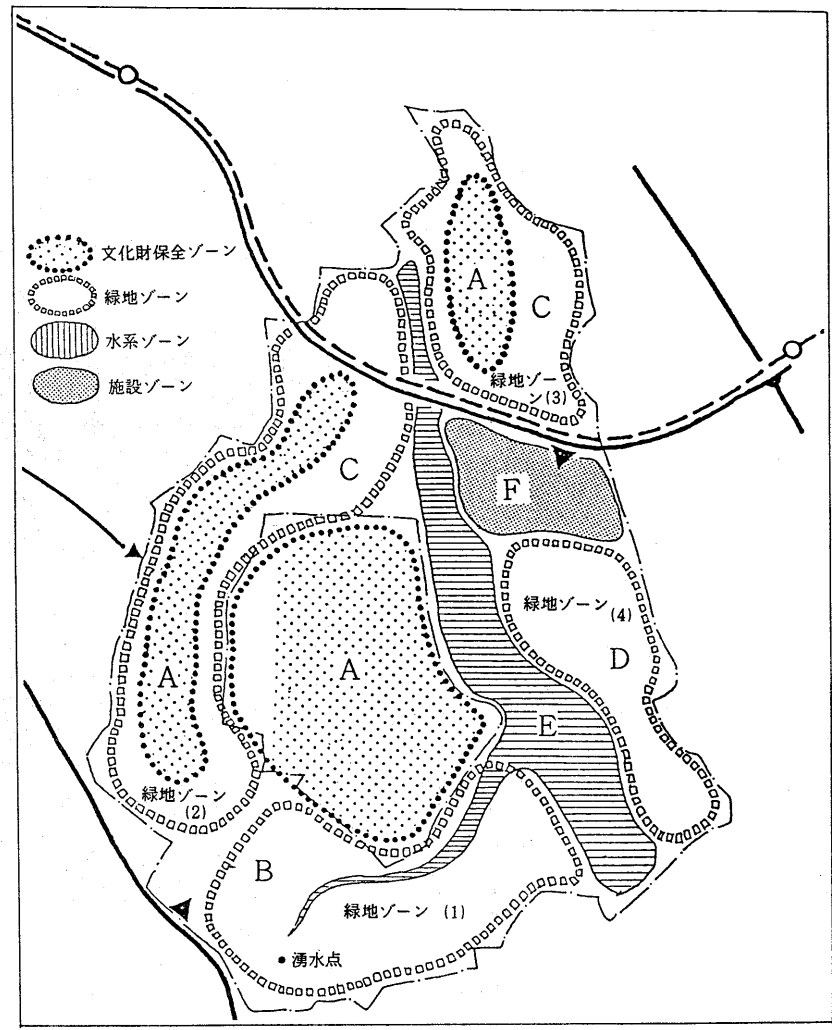 文化財保全ゾーン
緑地ゾーン
水系ゾーン
施設ゾーン
A
C
緑地ゾー
ン(3)
C
F
緑地ゾーン
(4)
D
A
A
E
緑地ゾーン
(2)
B
緑地ゾーン (1)
湧水点